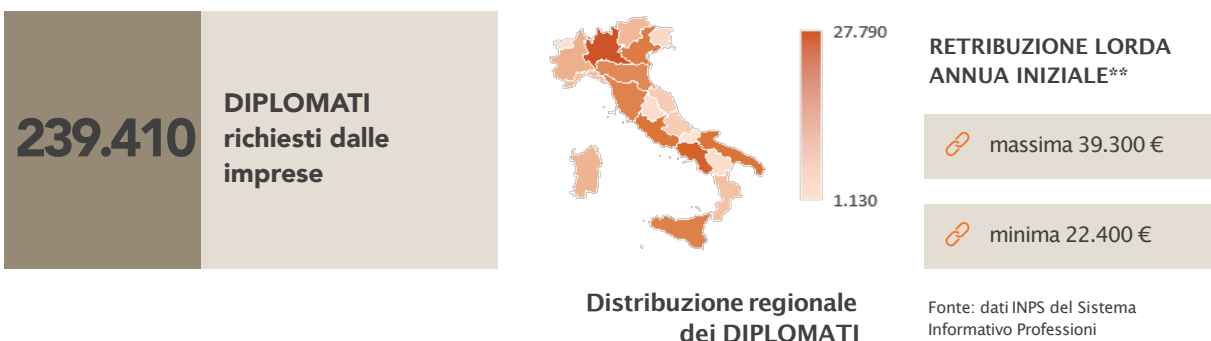 239.410
DIPLOMATI
richiesti dalle
imprese
27.790
1.130
Distribuzione regionale
dei DIPLOMATI
RETRIBUZIONE LORDA
ANNUA INIZIALE**
massima 39.300 €
minima 22.400 €
Fonte: dati INPS del Sistema
Informativo Professioni